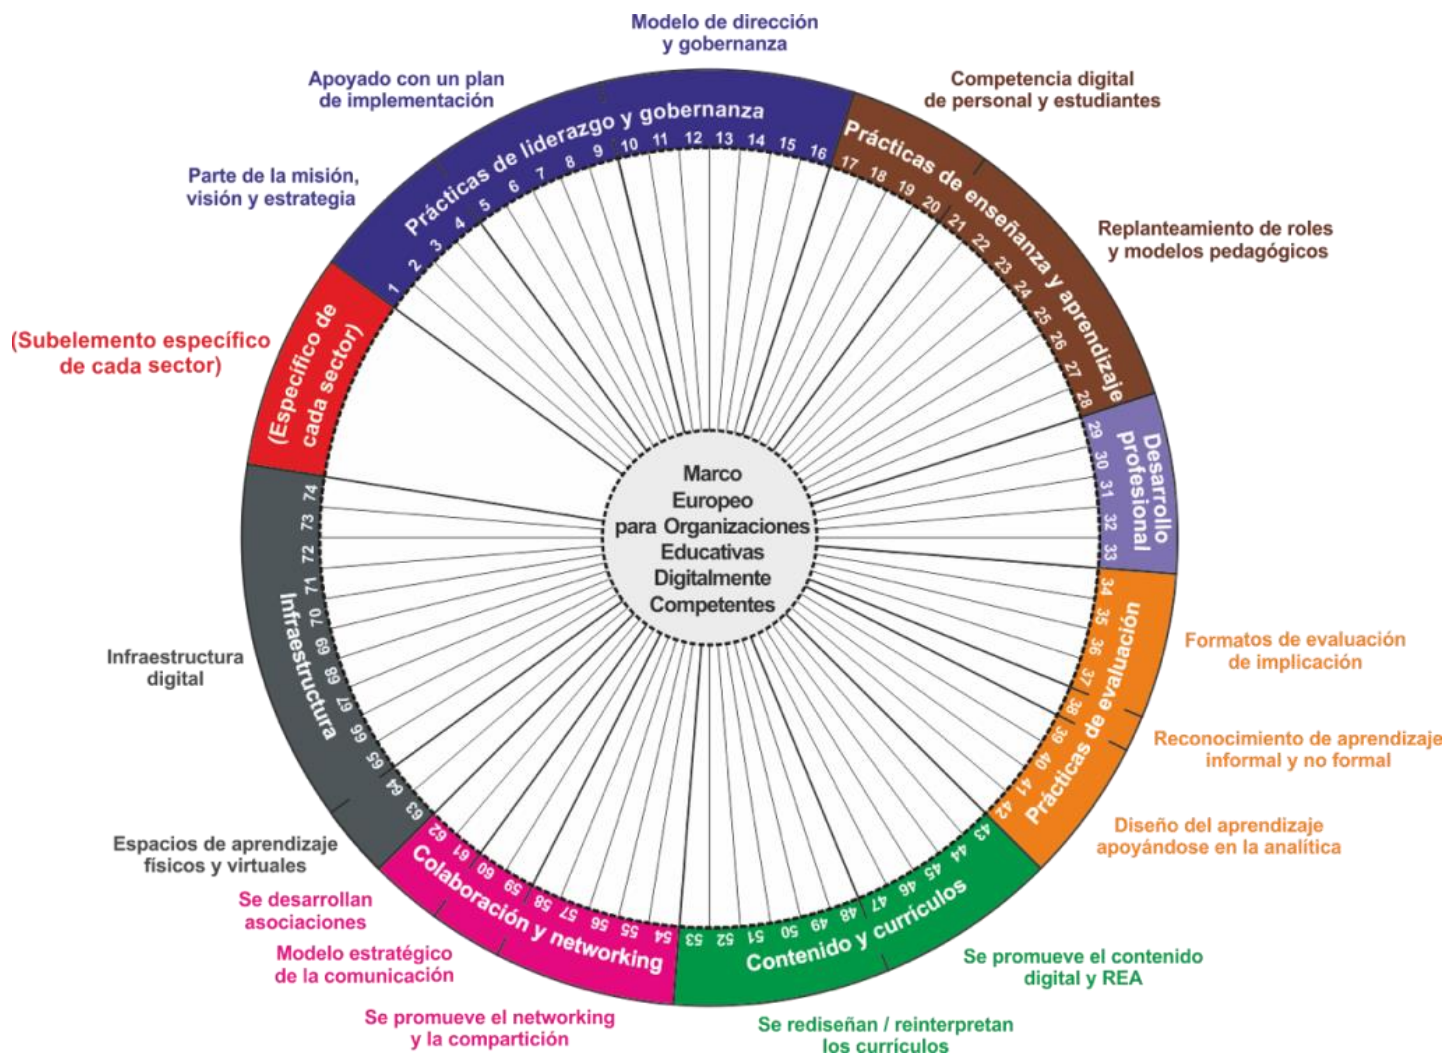 Modelo de dirección
y gobernanza
Apoyado con un plan
de implementación
Competencia digital
de personal y estudiantes
Parte de la misión,
visión y estrategia
Replanteamiento de roles
y modelos pedagógicos
(Subelemento específico
de cada sector)
Prácticas de liderazgo y gobernanza
1 2 3 4 5 6 7 8 9 10 11 12 13 14 15 16
Prácticas de enseñanza y aprendizaje
17 18 19 20 21 22 23 24 25 26 27 28
Desarrollo
profesional
29 30 31 32 33
Prácticas de evaluación
34 35 36 37 38 39 40 41 42
Contenido y currículos
43 44 45 46 47 48 49 50 51 52 53
Colaboración y networking
54 55 56 57 58 59 60 61 62
Infraestructura
63 64 65 66 67 68 69 70 71 72 73 74
(Específico de
cada sector)
Marco
Europeo
para Organizaciones
Educativas
Digitalmente
Competentes
Formatos de evaluación
de implicación
Infraestructura
digital
Reconocimiento de aprendizaje
informal y no formal
Diseño del aprendizaje
apoyándose en la analítica
Espacios de aprendizaje
físicos y virtuales
Se desarrollan
asociaciones
Modelo estratégico
de la comunicación
Se promueve el contenido
digital y REA
Se promueve el networking
y la compartición
Se rediseñan / reinterpretan
los currículos